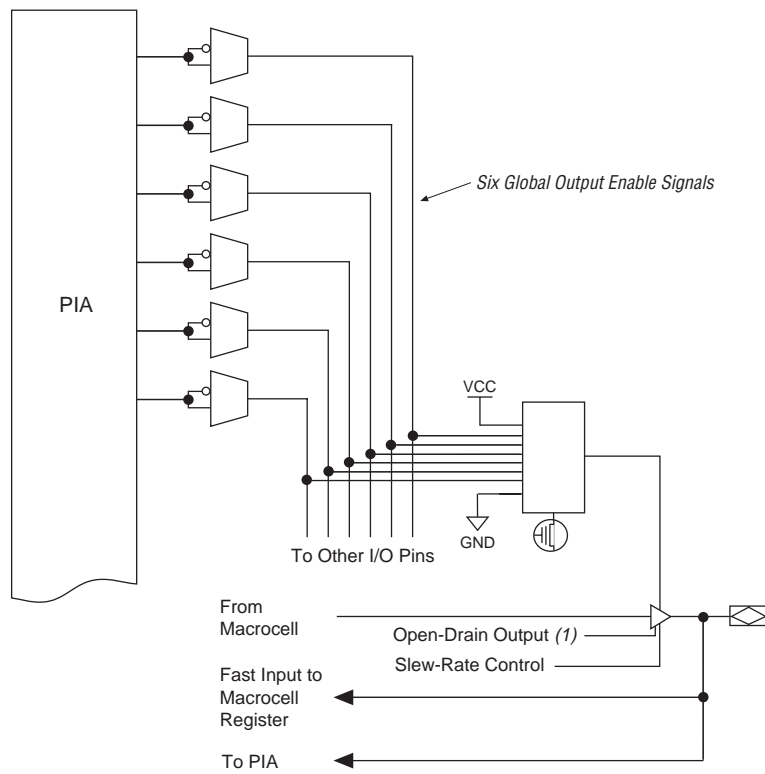 Six Global Output Enable Signals
PIA
VCC
GND
To Other I/O Pins
From
Macrocell
Open-Drain Output (1)
Slew-Rate Control
Fast Input to
Macrocell
Register
To PIA